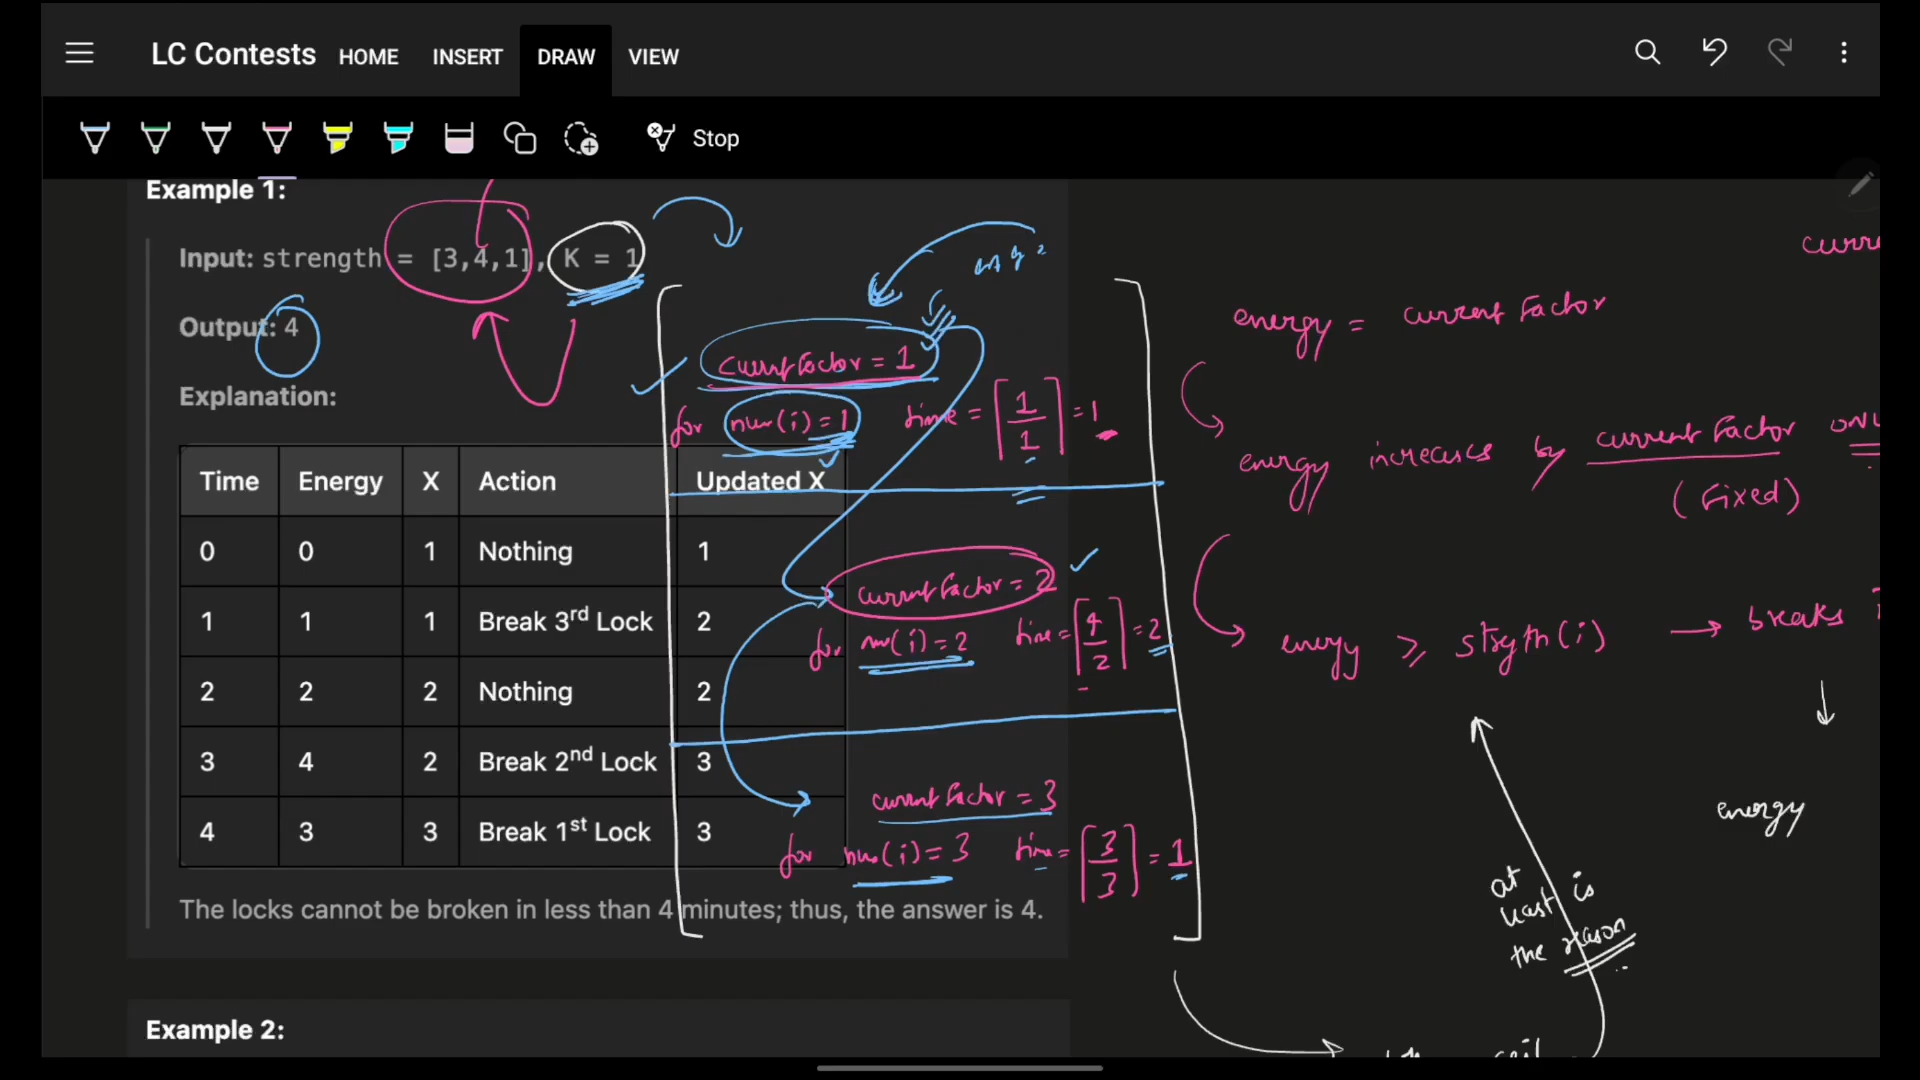 LC Contests HOME INSERT DRAW VIEW
Stop
Example 1:
Input: strength = [3,4,1], K = 1
Output: 4
Explanation:
Time Energy X Action Updated X
0 0 1 Nothing 1
1 1 1 Break 3rd Lock 2
2 2 2 Nothing 2
3 4 2 Break 2nd Lock 3
4 3 3 Break 1st Lock 3
The locks cannot be broken in less than 4 minutes; thus, the answer is 4.
Example 2:
currentfactor = 1
for num(i) = 1 time = ⌈1/1⌉ = 1
currentfactor = 2
for num(i) = 2 time = ⌈4/2⌉ = 2
currentfactor = 3
for num(i) = 3 time = ⌈3/3⌉ = 1
energy = current factor
energy increases by current factor
(fixed)
energy ≥ strgth(i) → breaks
energy
at
least is
the reason
ceil